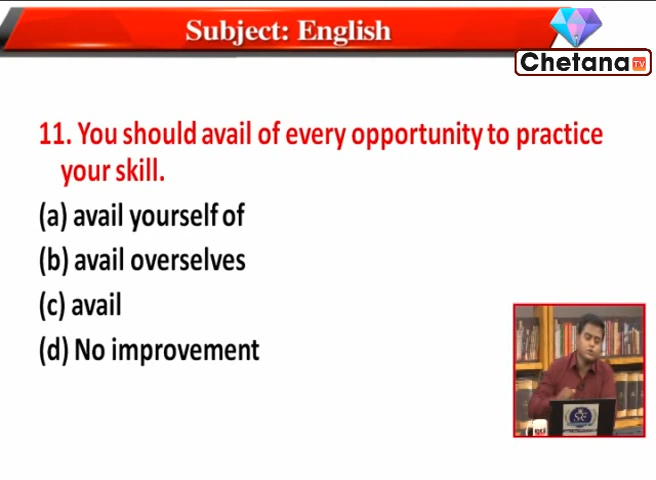 Subject: English
Chetana TV
11. You should avail of every opportunity to practice
your skill.
(a) avail yourself of
(b) avail overselves
(c) avail
(d) No improvement